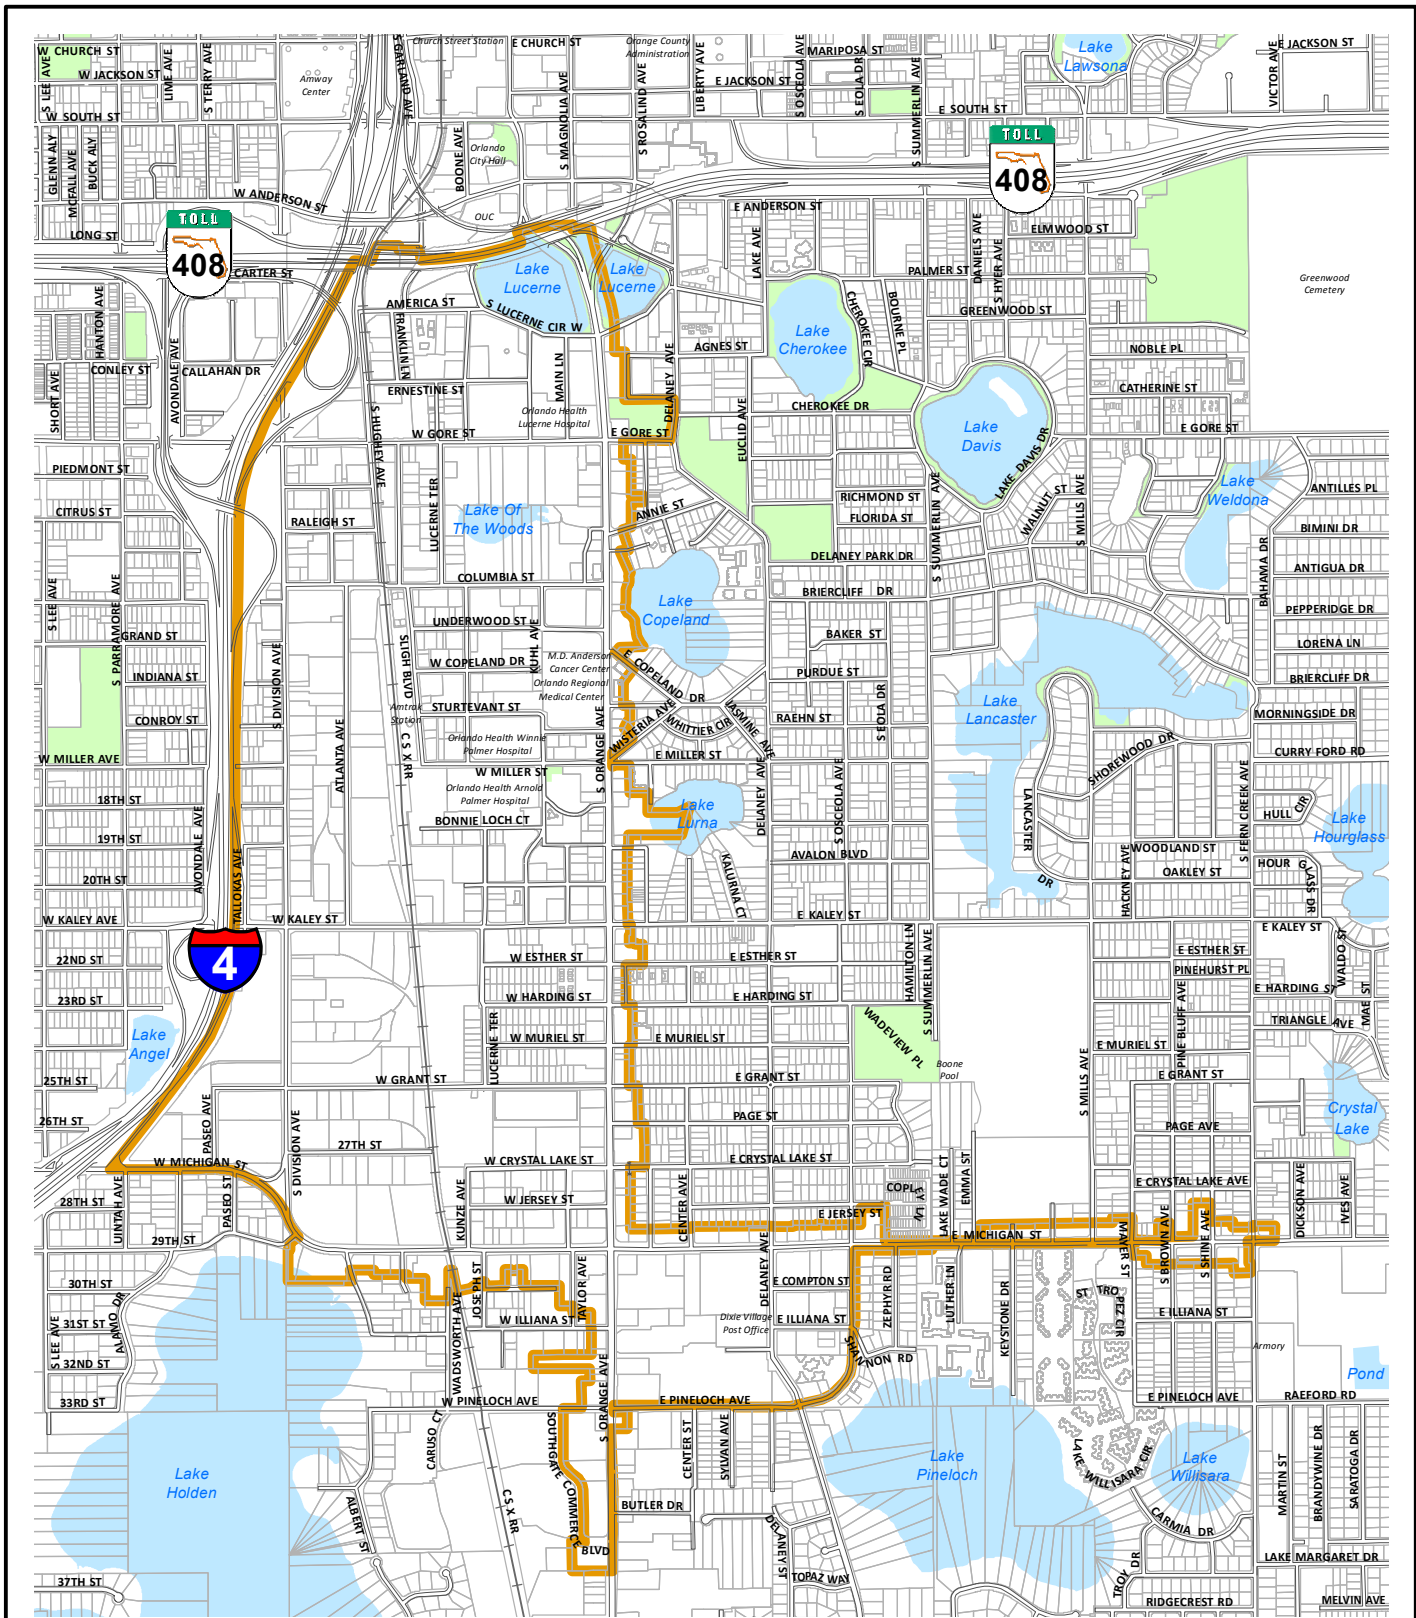 W CHURCH ST
S LEE AVE
LIME AVE
S TERRY AVE
W JACKSON ST
W SOUTH ST
Amway
Center
S GARLAND AVE
Church Street Station
E CHURCH ST
Orange County
Administration
S MAGNOLIA AVE
S ROSALIND AVE
LIBERTY AVE
E JACKSON ST
S OSCEOLA AVE
MARIPOSA ST
S EOLA DR
S SUMMERLIN AVE
E SOUTH ST
Lake
Lawsona
VICTOR AVE
E JACKSON ST
GLENN ALY
MCFALL AVE
BUCK ALY
BOONE AVE
Orlando
City Hall
TOLL
408
W ANDERSON ST
OUC
E ANDERSON ST
LONG ST
TOLL
408
CARTER ST
LAKE AVE
DANIELS AVE
S HYER AVE
ELMWOOD ST
PALMER ST
Greenwood
Cemetery
Lake
Lucerne
Lake
Lucerne
AMERICA ST
S LUCERNE CIR W
FRANKLIN LN
MAIN LN
HANTON AVE
AVONDALE AVE
CONLEY ST
CALLAHAN DR
SHORT AVE
ERNESTINE ST
Orlando Health
Lucerne Hospital
AGNES ST
DELANEY AVE
Lake
Cherokee
CHEROKEE CIR
BOURNE PL
GREENWOOD ST
NOBLE PL
CATHERINE ST
CHEROKEE DR
EUCLID AVE
S HUGHEY AVE
W GORE ST
E GORE ST
E GORE ST
Lake
Davis
LAKE DAVIS DR
PIEDMONT ST
CITRUS ST
RALEIGH ST
LUCERNE TER
Lake Of
The Woods
ANNIE ST
RICHMOND ST
FLORIDA ST
S SUMMERLIN AVE
WALNUT ST
S MILLS AVE
Lake
Weldona
ANTILLES PL
BIMINI DR
ANTIGUA DR
BAHAMA DR
PEPPERIDGE DR
LORENA LN
BRIERCLIFF DR
DELANEY PARK DR
COLUMBIA ST
BRIERCLIFF DR
S LEE AVE
S PARRAMORE AVE
GRAND ST
INDIANA ST
CONROY ST
S DIVISION AVE
SLIGH BLVD
UNDERWOOD ST
KUHL AVE
W COPELAND DR
M.D. Anderson
Cancer Center
Orlando Regional
Medical Center
Lake
Copeland
BAKER ST
PURDUE ST
E COPELAND DR
JASMINE AVE
RAEHN ST
S EOLA DR
Lake
Lancaster
MORNINGSIDE DR
CURRY FORD RD
Amtrak
Station
STURTEVANT ST
Orlando Health Winnie
Palmer Hospital
S ORANGE AVE
WISTERIA AVE
WHITTIER CIR
E MILLER ST
SHOREWOOD DR
W MILLER AVE
ATLANTA AVE
C S X RR
W MILLER ST
Orlando Health Arnold
Palmer Hospital
BONNIE LOCH CT
Lake
Lurna
DELANEY AVE
S OSCEOLA AVE
LANCASTER
DR
S FERN CREEK AVE
HULL CIR
Lake
Hourglass
18TH ST
19TH ST
20TH ST
AVONDALE AVE
TALLOKAS AVE
KALURNA CT
AVALON BLVD
HACKNEY AVE
WOODLAND ST
OAKLEY ST
HOUR GLASS DR
W KALEY AVE
W KALEY ST
E KALEY ST
E KALEY ST
4
22ND ST
23RD ST
W ESTHER ST
E ESTHER ST
HAMILTON LN
S SUMMERLIN AVE
E ESTHER ST
PINEHURST PL
WALDO ST
W HARDING ST
E HARDING ST
E HARDING ST
PINE BLUFF AVE
MAE ST
TRIANGLE AVE
Lake
Angel
LUCERNE TER
W MURIEL ST
E MURIEL ST
WADEVIEW PL
Boone
Pool
S MILLS AVE
E MURIEL ST
25TH ST
W GRANT ST
E GRANT ST
E GRANT ST
26TH ST
PASEO AVE
S DIVISION AVE
27TH ST
PAGE ST
PAGE AVE
Crystal
Lake
W MICHIGAN ST
W CRYSTAL LAKE ST
E CRYSTAL LAKE ST
LAKE WADE CT
EMMA ST
E CRYSTAL LAKE AVE
28TH ST
UNTAH AVE
PASEO ST
29TH ST
KUNZE AVE
W JERSEY ST
CENTER AVE
E JERSEY ST
COPLEY LN
E MICHIGAN ST
MAYER ST
S BROWN AVE
S SHINE AVE
DICKSON AVE
IVES AVE
30TH ST
31ST ST
32ND ST
33RD ST
S LEE AVE
ALAMO DR
JOSEPH ST
TAYLOR AVE
W ILLIANA ST
WADSWORTH AVE
DELANEY AVE
E COMPTON ST
E ILLIANA ST
Dixie Village
Post Office
ZEPHYR RD
SHANNON RD
LUTHER LN
KEYSTONE DR
ST TROPEZ CIR
E ILLIANA ST
Armory
Pond
W PINELOCH AVE
E PINELOCH AVE
E PINELOCH AVE
RAEFORD RD
S ORANGE AVE
CARUSO CT
SOUTHGATE COMMERCE
BLVD
CENTER ST
SYLVAN AVE
Lake
Holden
Lake
Pineloch
LAKE WILLISARA CIR
Lake
Willisara
MARTIN ST
BRANDYWINE DR
SARATOGA DR
ALBERT ST
C S X RR
BUTLER DR
DELANEY ST
TOPAZ WAY
CARMIA DR
TROY DR
LAKE MARGARET DR
37TH ST
RIDGECREST RD
MELVIN AVE